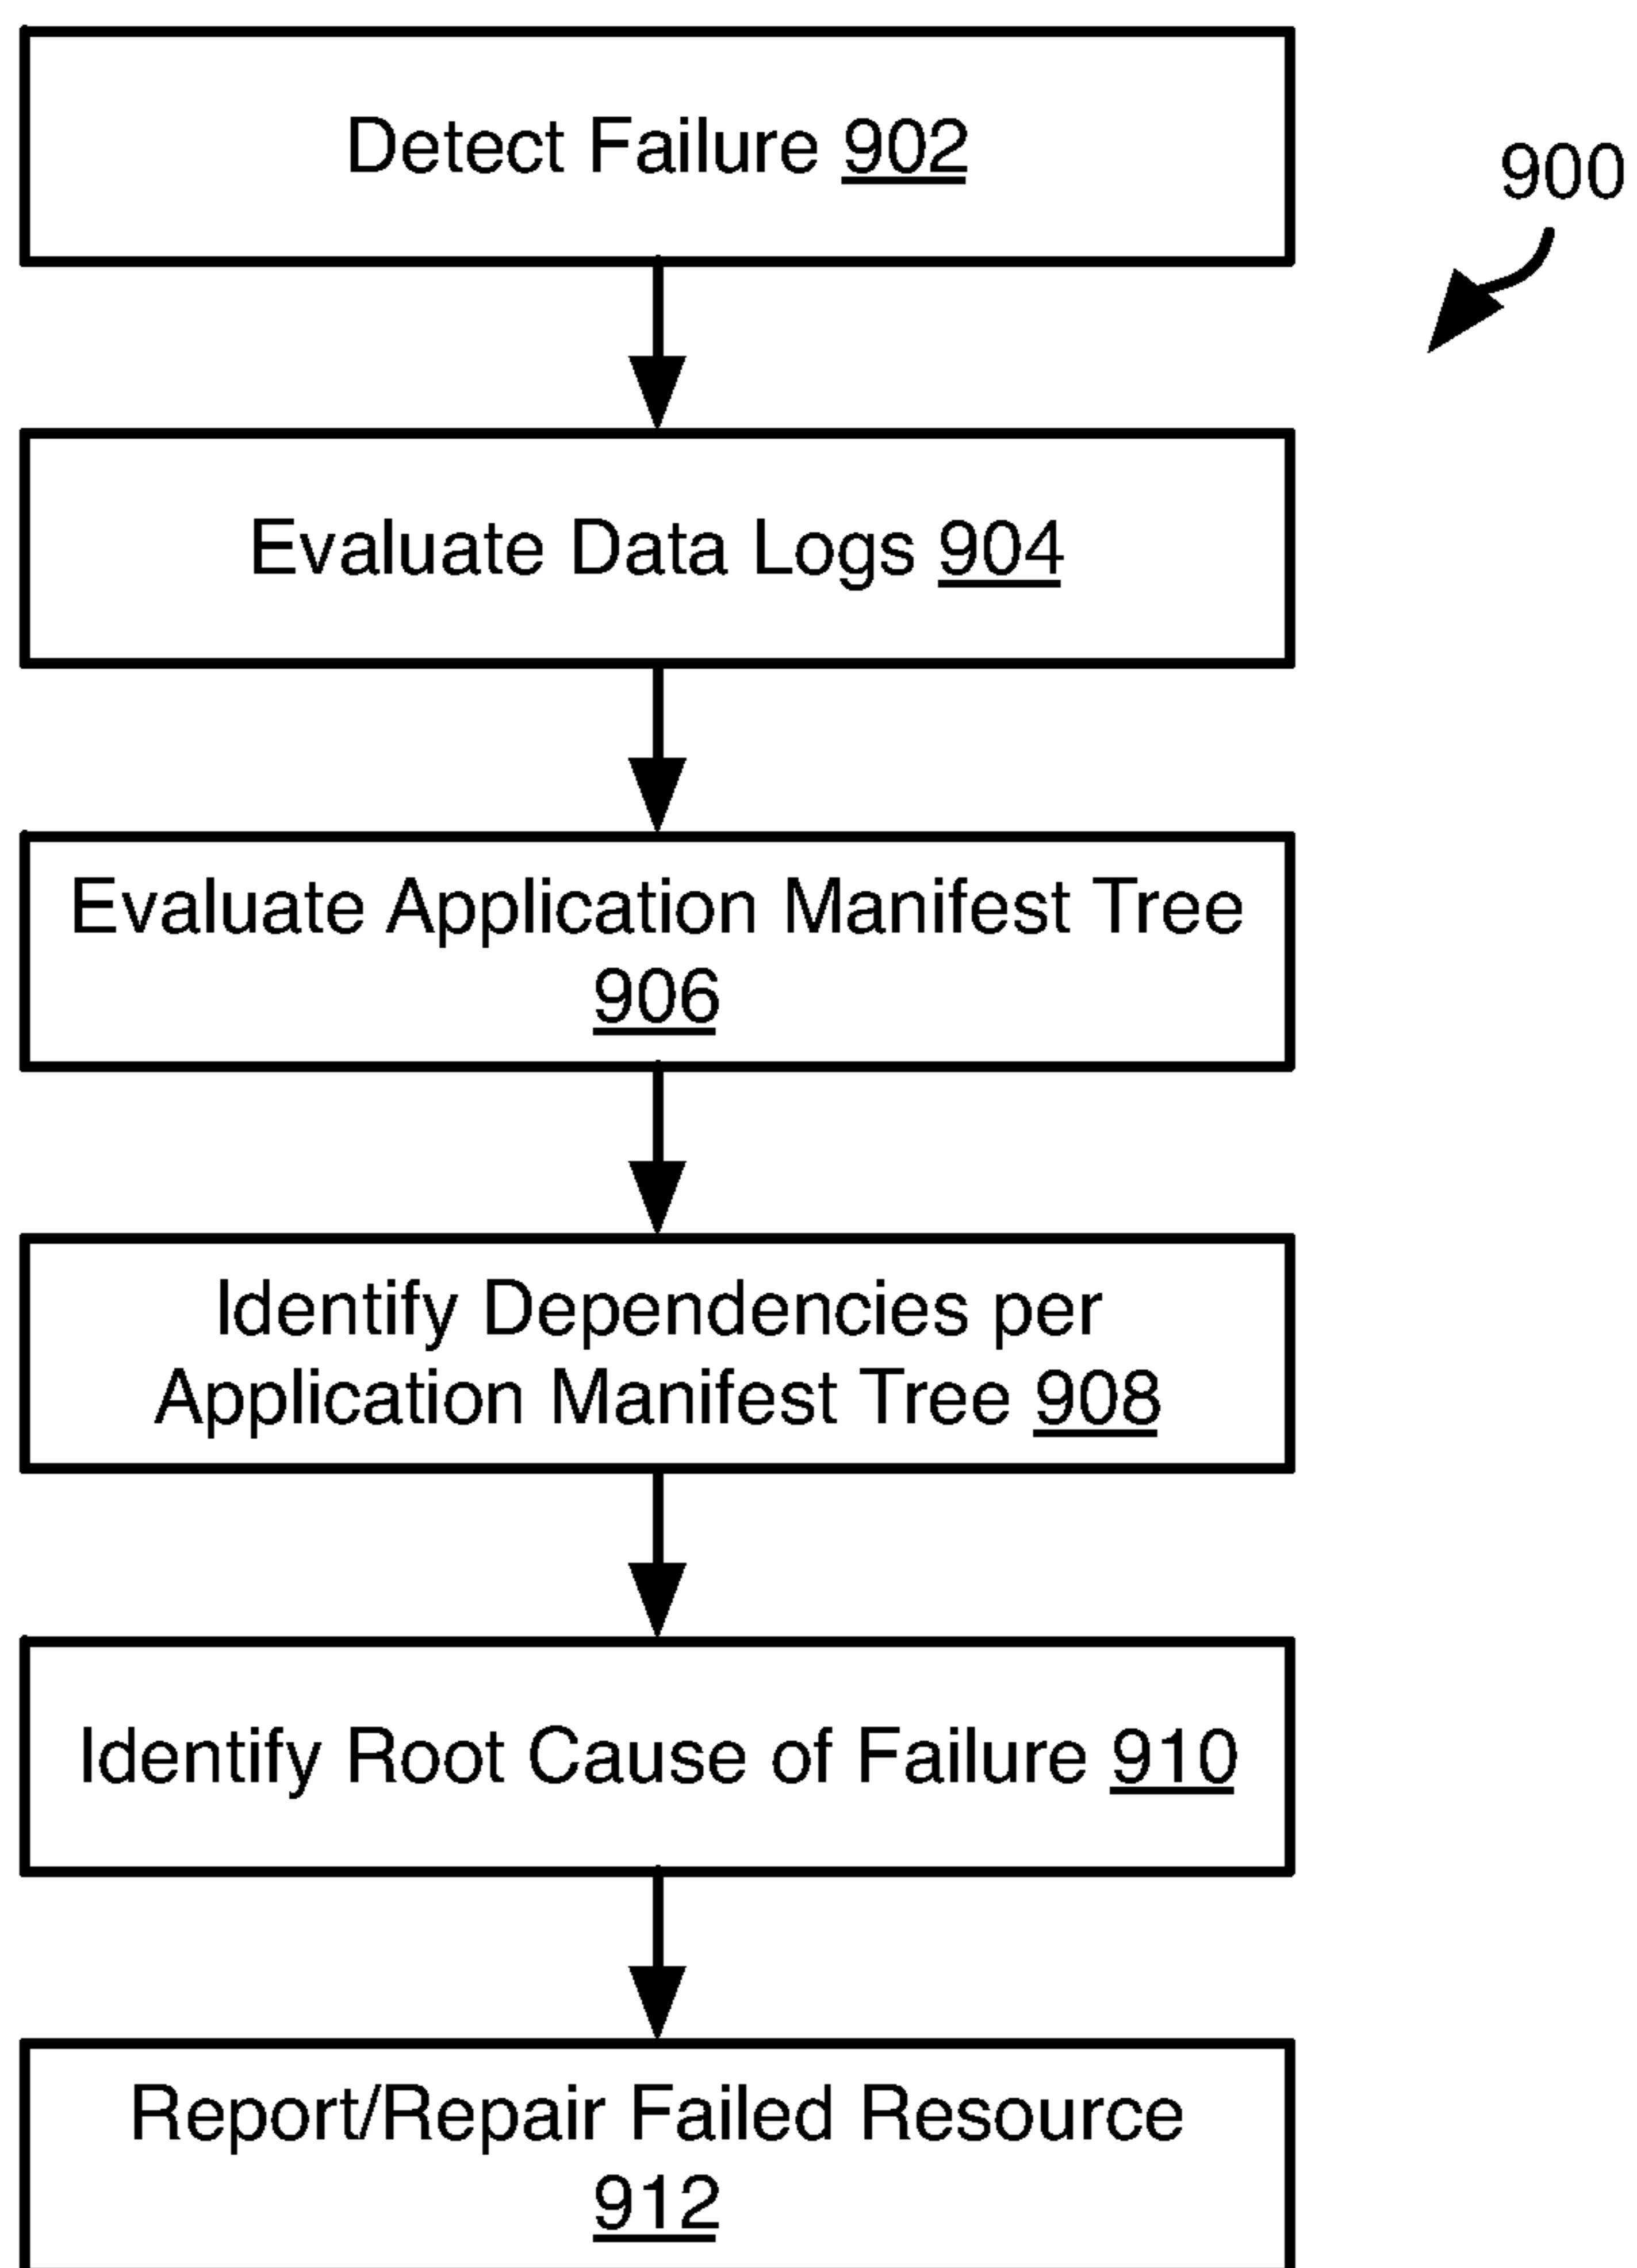 Detect Failure 902
900
Evaluate Data Logs 904
Evaluate Application Manifest Tree
906
Identify Dependencies per
Application Manifest Tree 908
Identify Root Cause of Failure 910
Report/Repair Failed Resource
912